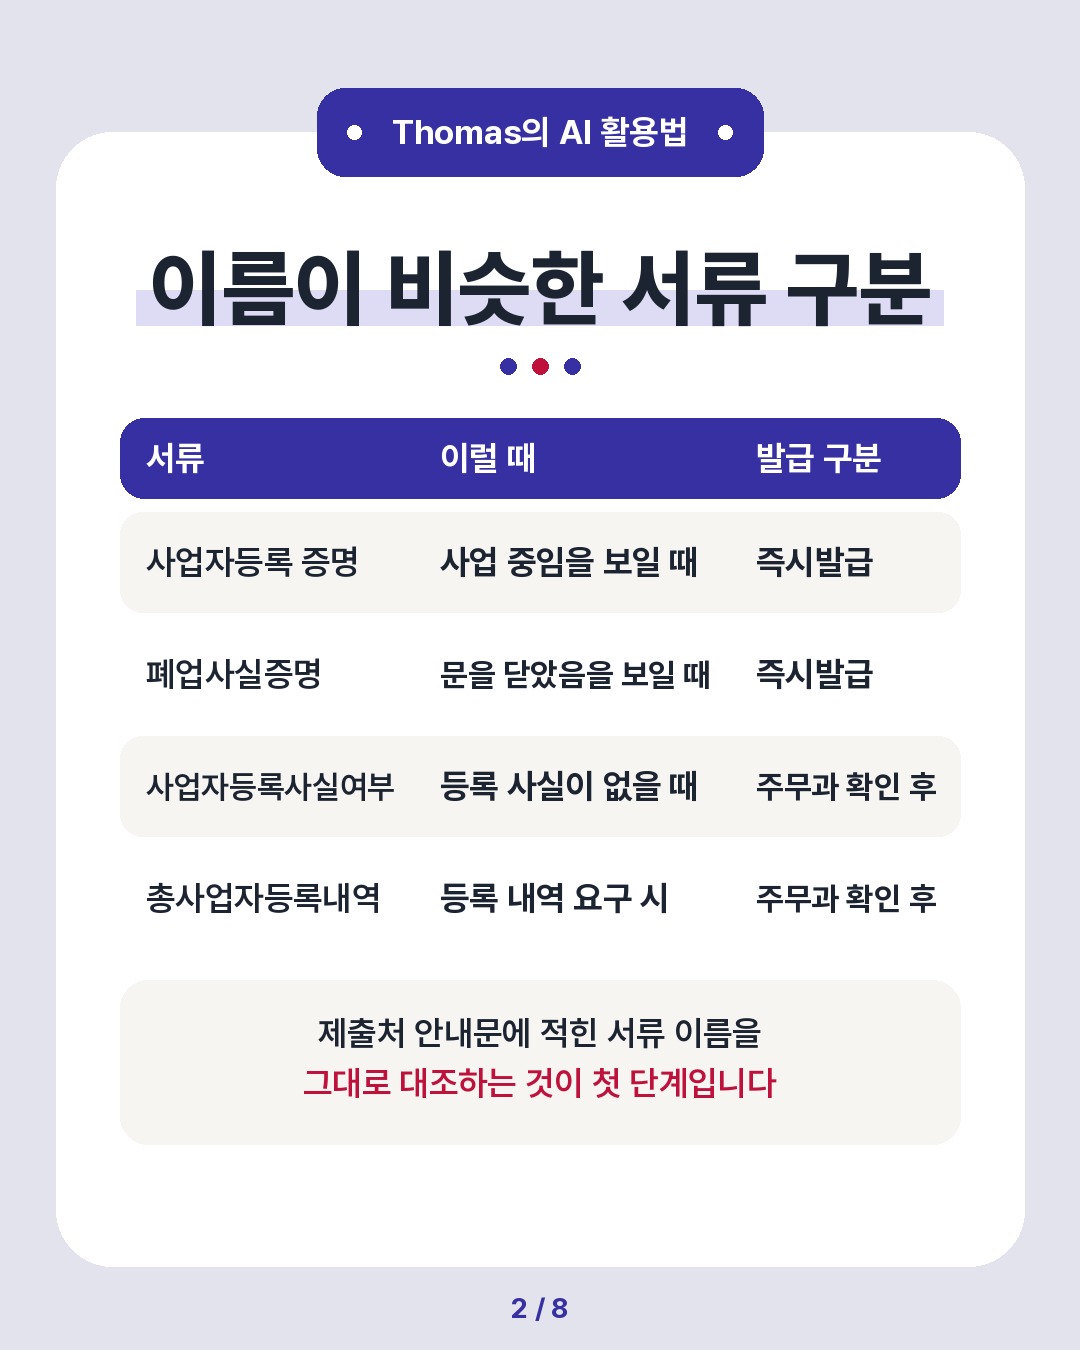 Thomas의 AI 활용법
이름이 비슷한 서류 구분
서류 이럴 때 발급 구분
사업자등록 증명 사업 중임을 보일 때 즉시발급
폐업사실증명 문을 닫았음을 보일 때 즉시발급
사업자등록사실여부 등록 사실이 없을 때 주무과 확인 후
총사업자등록내역 등록 내역 요구 시 주무과 확인 후
제출처 안내문에 적힌 서류 이름을
그대로 대조하는 것이 첫 단계입니다
2 / 8